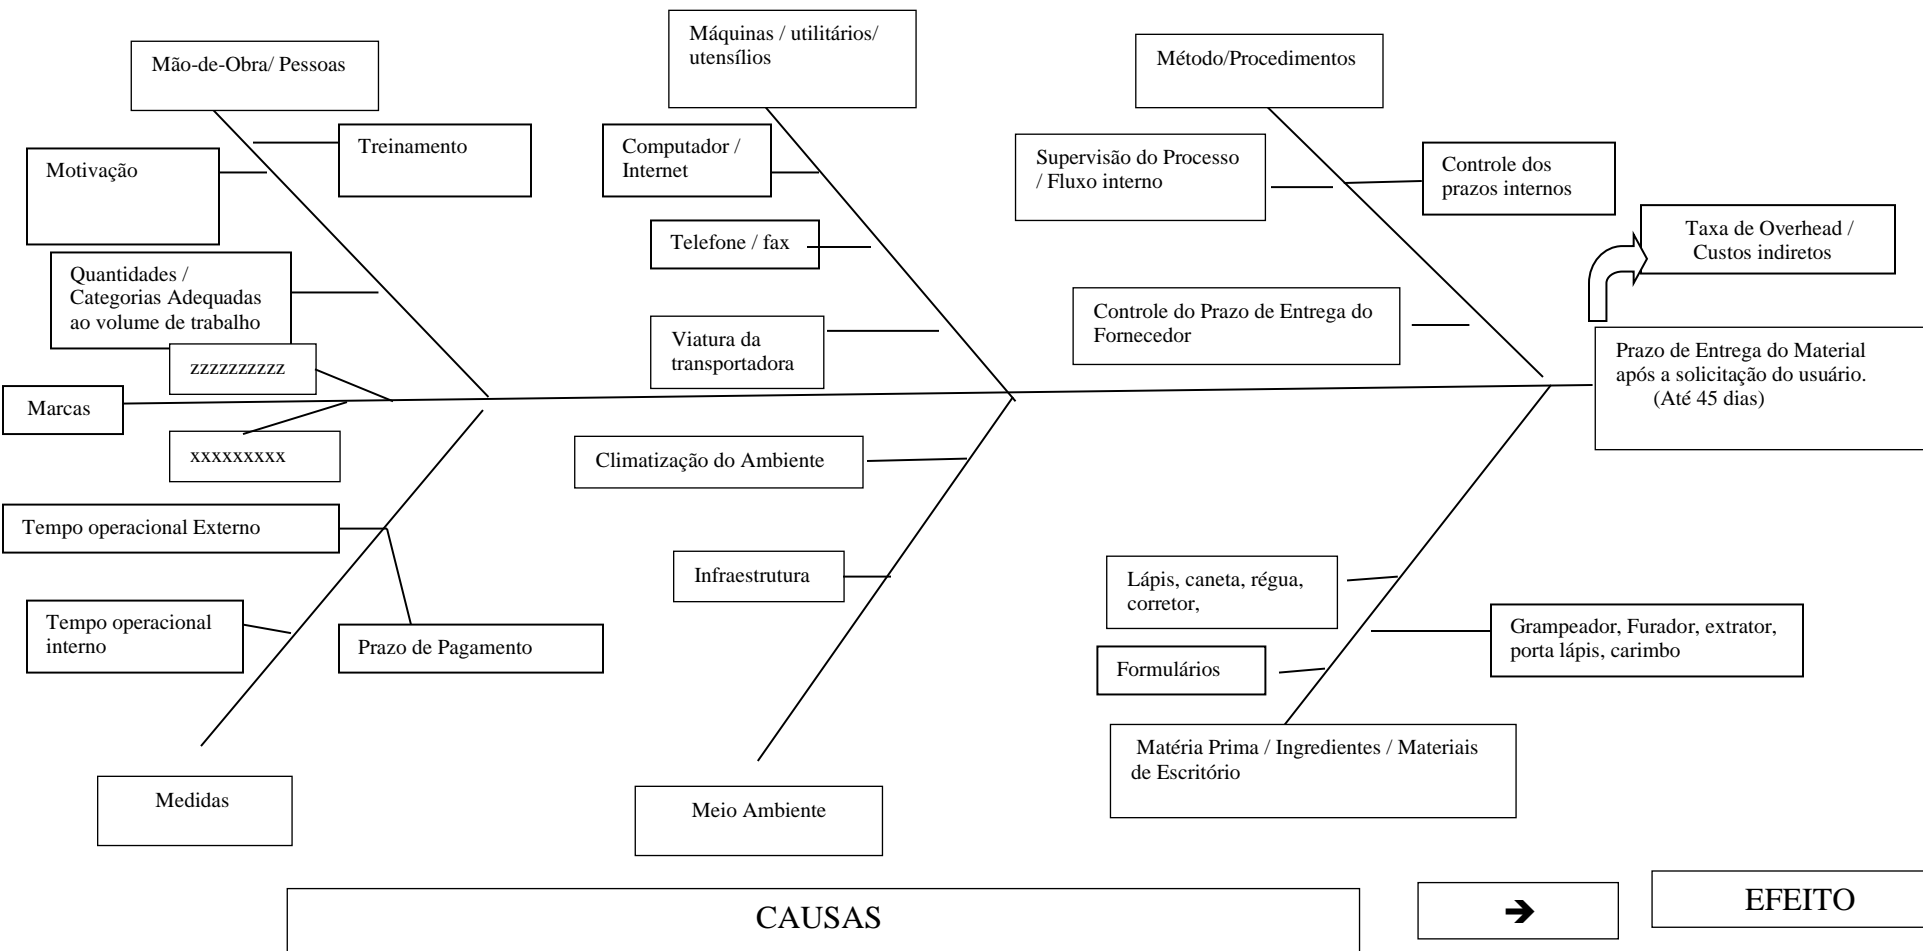 Máquinas / utilitários/
utensílios
Mão-de-Obra/ Pessoas
Método/Procedimentos
Treinamento
Motivação
Computador /
Internet
Supervisão do Processo
/ Fluxo interno
Controle dos
prazos internos
Telefone / fax
Taxa de Overhead /
Custos indiretos
Quantidades /
Categorias Adequadas
ao volume de trabalho
Controle do Prazo de Entrega do
Fornecedor
Viatura da
transportadora
Prazo de Entrega do Material
após a solicitação do usuário.
(Até 45 dias)
zzzzzzzzzz
Marcas
xxxxxxxxx
Climatização do Ambiente
Tempo operacional Externo
Infraestrutura
Lápis, caneta, régua,
corretor,
Tempo operacional
interno
Prazo de Pagamento
Grampeador, Furador, extrator,
porta lápis, carimbo
Formulários
Matéria Prima / Ingredientes / Materiais
de Escritório
Medidas
Meio Ambiente
CAUSAS
➔
EFEITO